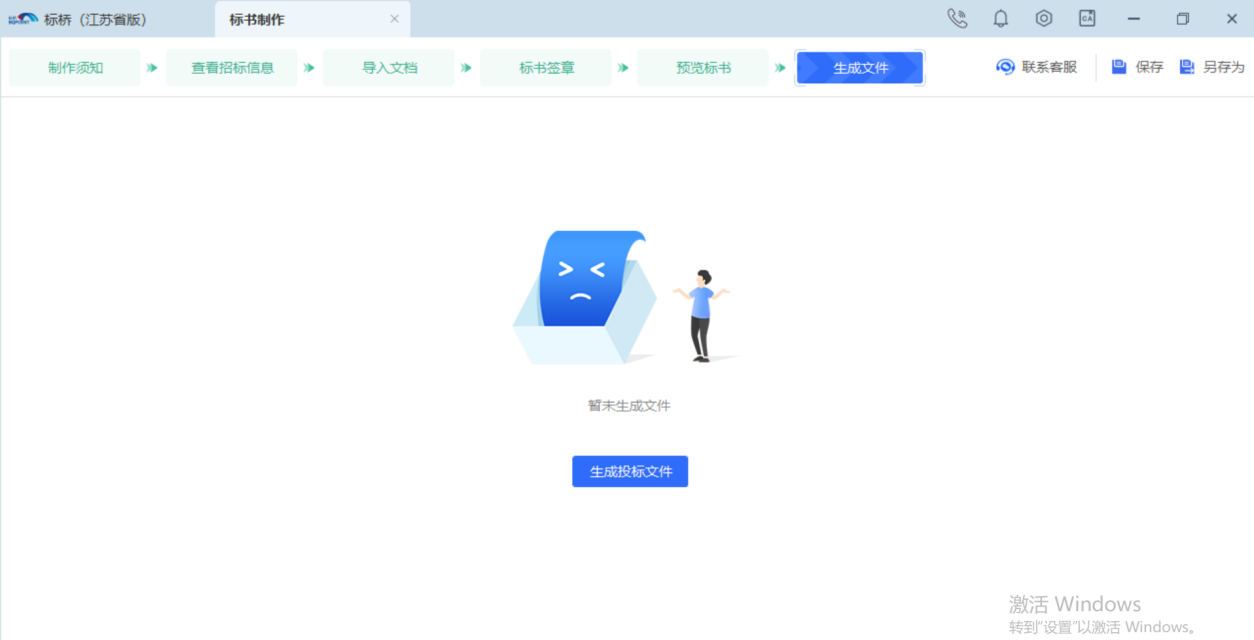 标桥（江苏省版）
标书制作
制作须知
查看招标信息
导入文档
标书签章
预览标书
生成文件
联系客服
保存
另存为
暂未生成文件
生成投标文件
激活 Windows
转到"设置"以激活 Windows。